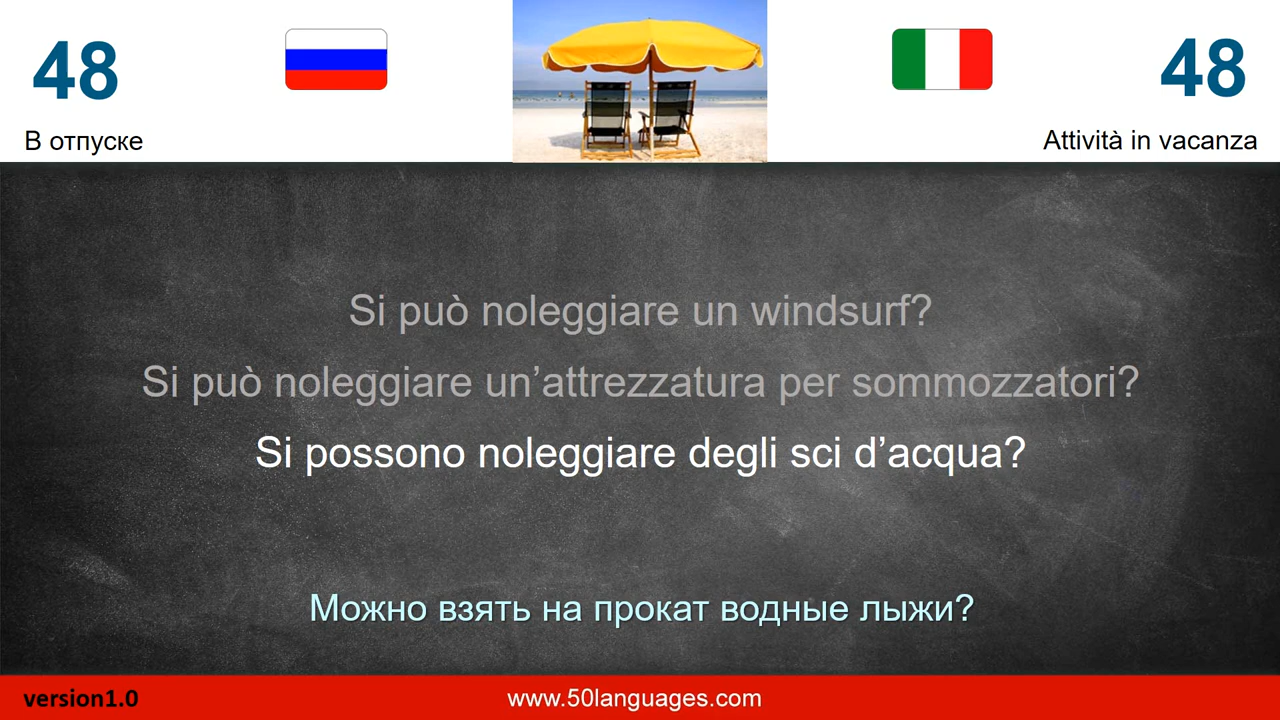 48
48
В отпуске
Attività in vacanza
Si può noleggiare un windsurf?
Si può noleggiare un’attrezzatura per sommozzatori?
Si possono noleggiare degli sci d’acqua?
Можно взять на прокат водные лыжи?
version1.0
www.50languages.com